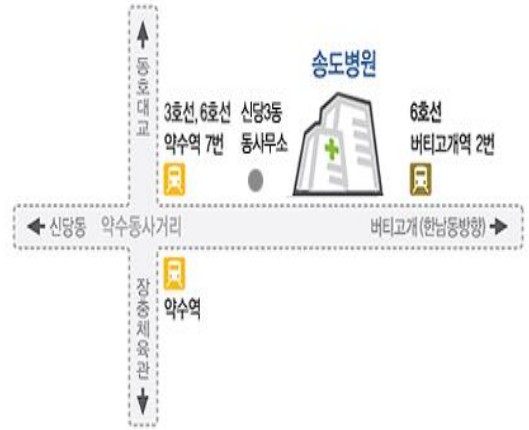 동호대교
송도병원
3호선, 6호선
약수역 7번
신당3동
동사무소
6호선
버티고개역 2번
신당동
약수동사거리
버티고개 (한남동방향)
장충체육관
약수역